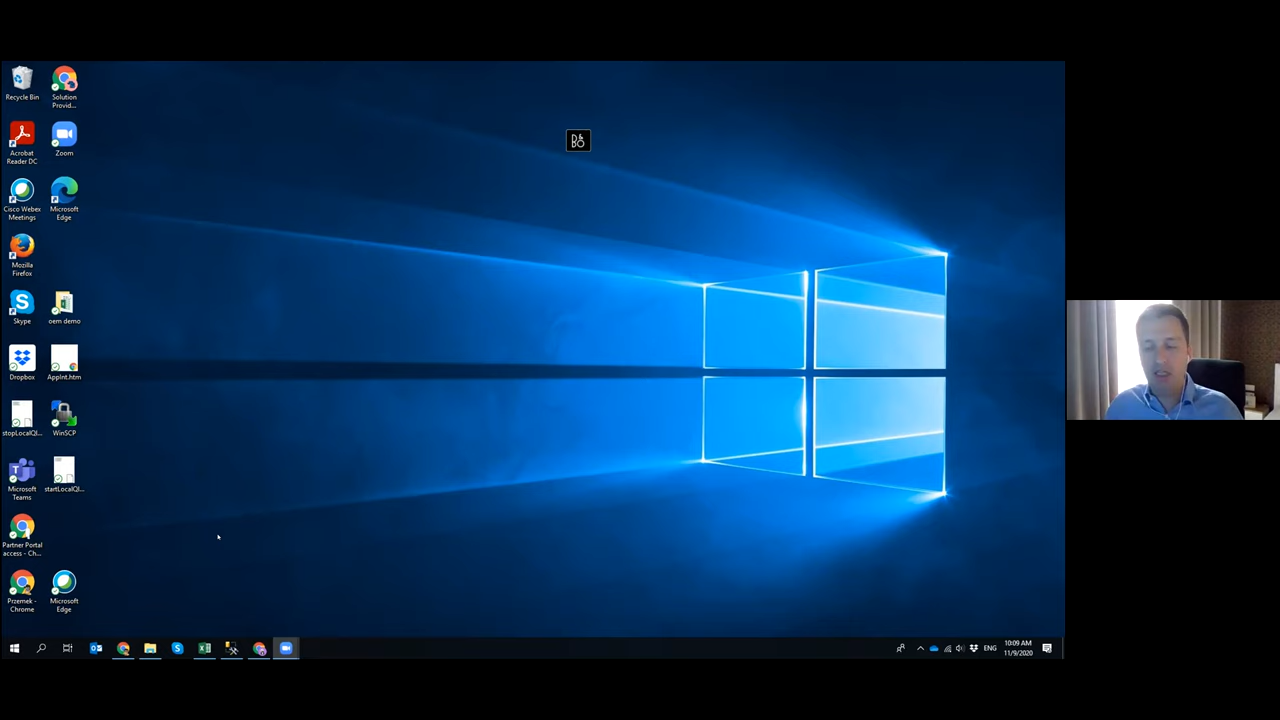 Recycle Bin
Solution
Provid...
Acrobat
Reader DC
Zoom
Cisco Webex
Meetings
Microsoft
Edge
Mozilla
Firefox
Skype
oem demo
Dropbox
AppInt.htm
stopLocalQl...
WinSCP
Microsoft
Teams
startLocalQl...
Partner Portal
access - Ch...
Przemek -
Chrome
Microsoft
Edge
ENG
10:09 AM
11/9/2020